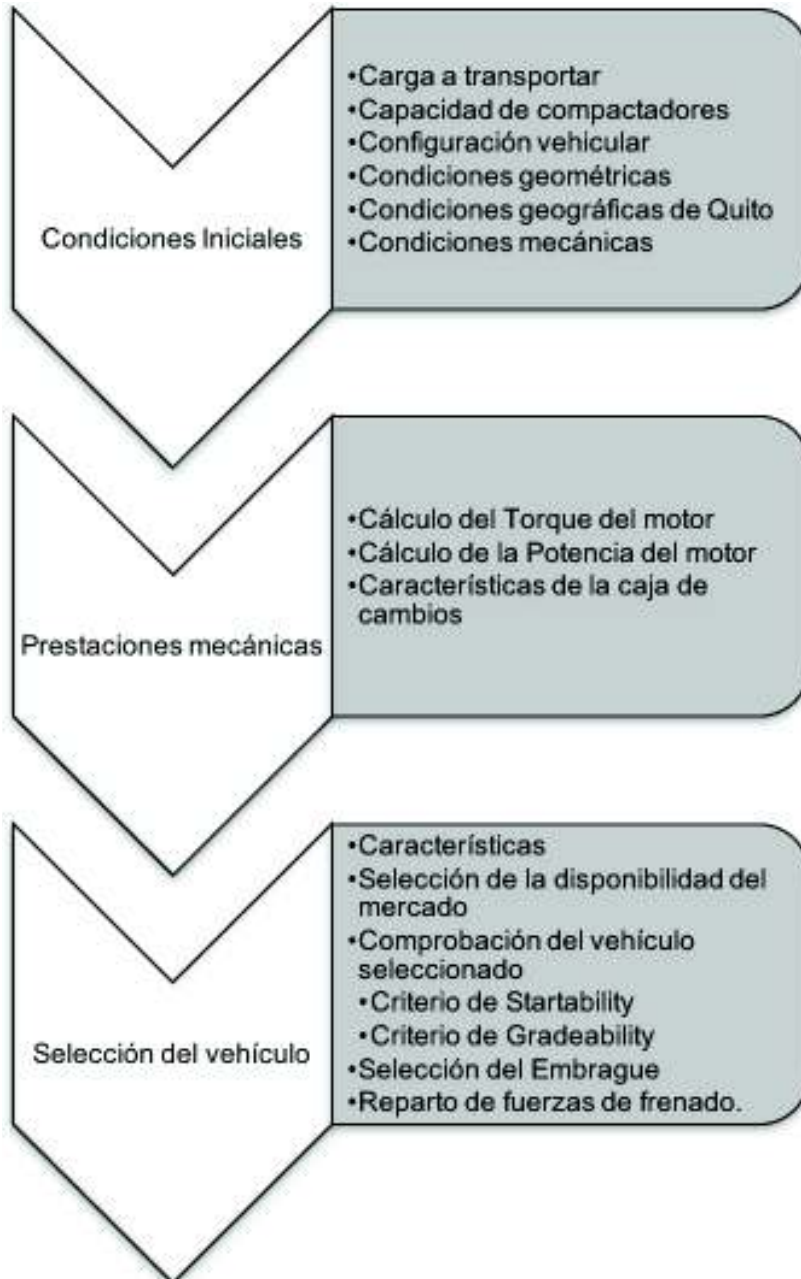 Condiciones Iniciales
•Carga a transportar
•Capacidad de compactadores
•Configuración vehicular
•Condiciones geométricas
•Condiciones geográficas de Quito
•Condiciones mecánicas
Prestaciones mecánicas
•Cálculo del Torque del motor
•Cálculo de la Potencia del motor
•Características de la caja de
cambios
Selección del vehículo
•Características
•Selección de la disponibilidad del
mercado
•Comprobación del vehículo
seleccionado
•Criterio de Startability
•Criterio de Gradeability
•Selección del Embrague
•Reparto de fuerzas de frenado.